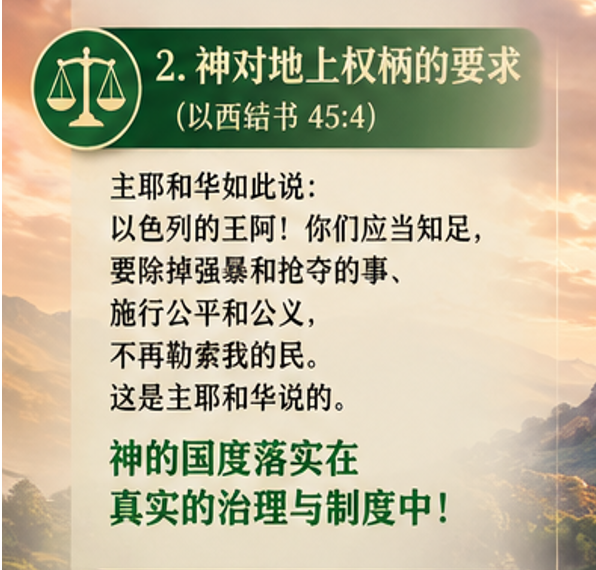 2. 神对地上权柄的要求
（以西结书 45:4）
主耶和华如此说：
以色列的王阿！你们应当知足，
要除掉强暴和抢夺的事、
施行公平和公义，
不再勒索我的民。
这是主耶和华说的。
神的国度落实在
真实的治理与制度中！